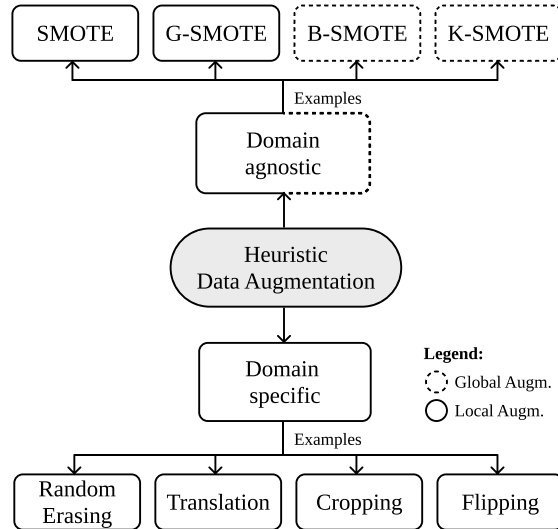 SMOTE
G-SMOTE
B-SMOTE
K-SMOTE
Examples
Domain
agnostic
Heuristic
Data Augmentation
Domain
specific
Legend:
Global Augm.
Local Augm.
Examples
Random
Erasing
Translation
Cropping
Flipping